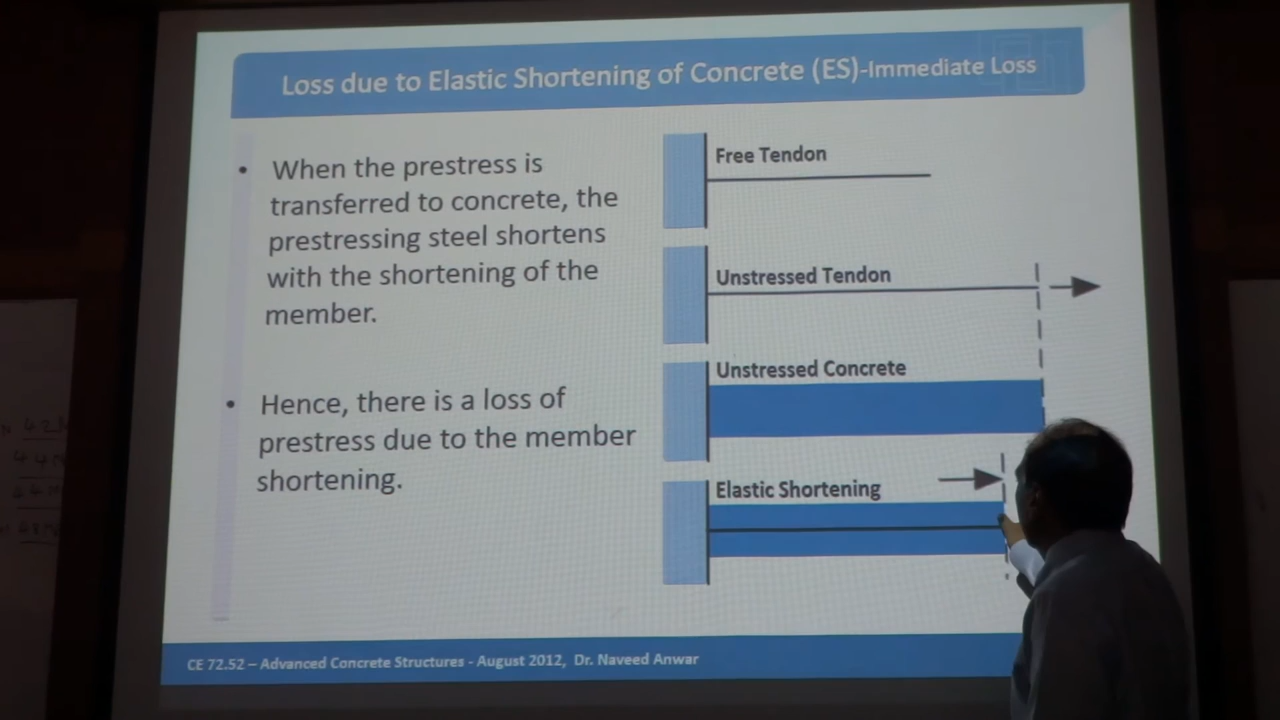 Loss due to Elastic Shortening of Concrete (ES)-Immediate Loss
• When the prestress is
transferred to concrete, the
prestressing steel shortens
with the shortening of the
member.
• Hence, there is a loss of
prestress due to the member
shortening.
Free Tendon
Unstressed Tendon
Unstressed Concrete
Elastic Shortening
CE 72.52 – Advanced Concrete Structures - August 2012, Dr. Naveed Anwar